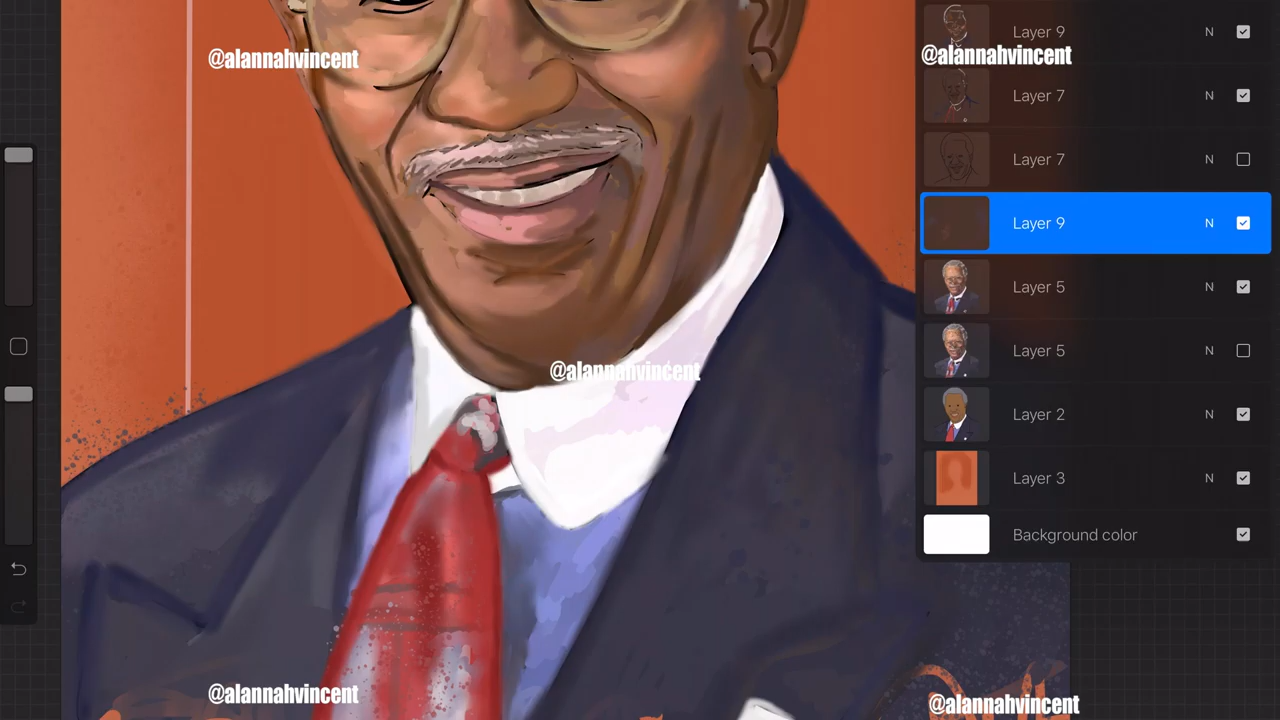 @alannahvincent
Layer 9
N
@alannahvincent
Layer 7
N
Layer 7
N
Layer 9
N
Layer 5
N
Layer 5
N
@alannahvincent
Layer 2
N
Layer 3
N
Background color
@alannahvincent
@alannahvincent